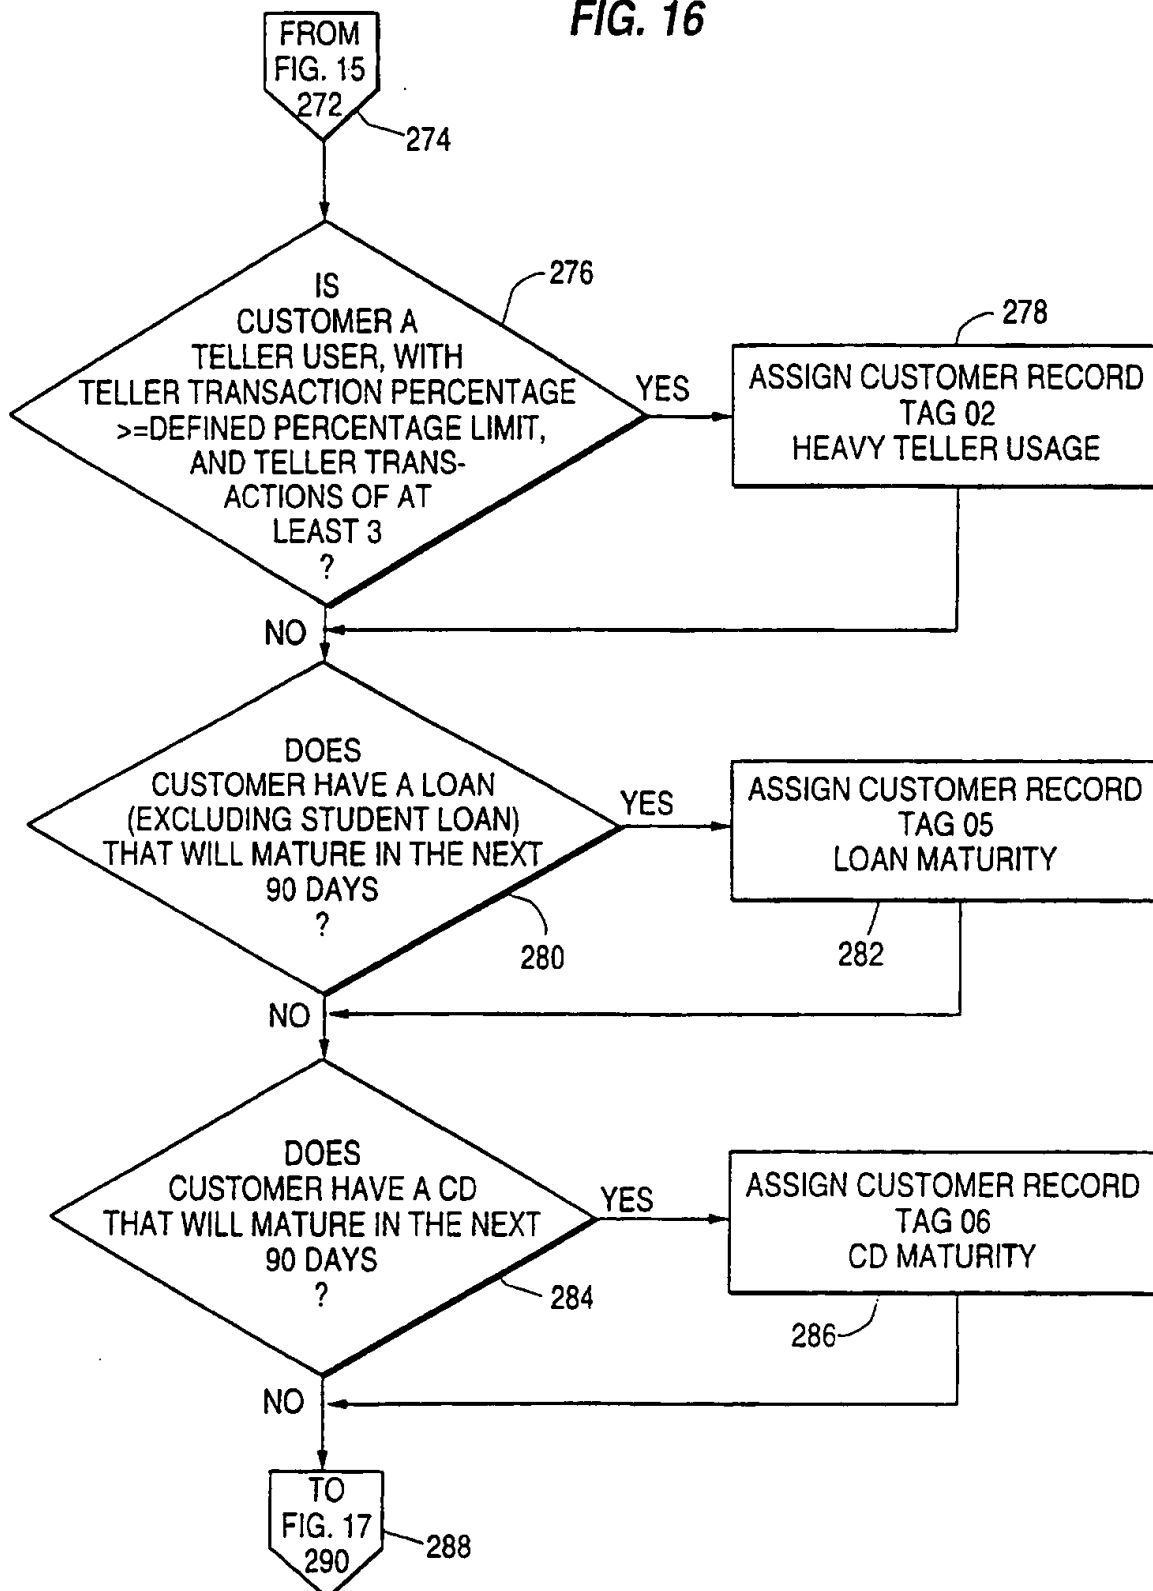 FIG. 16
FROM
FIG. 15
272
274
IS
CUSTOMER A
TELLER USER, WITH
TELLER TRANSACTION PERCENTAGE
>=DEFINED PERCENTAGE LIMIT,
AND TELLER TRANS-
ACTIONS OF AT
LEAST 3
?
276
YES
278
ASSIGN CUSTOMER RECORD
TAG 02
HEAVY TELLER USAGE
NO
DOES
CUSTOMER HAVE A LOAN
(EXCLUDING STUDENT LOAN)
THAT WILL MATURE IN THE NEXT
90 DAYS
?
280
YES
ASSIGN CUSTOMER RECORD
TAG 05
LOAN MATURITY
282
NO
DOES
CUSTOMER HAVE A CD
THAT WILL MATURE IN THE NEXT
90 DAYS
?
284
YES
ASSIGN CUSTOMER RECORD
TAG 06
CD MATURITY
286
NO
TO
FIG. 17
290
288